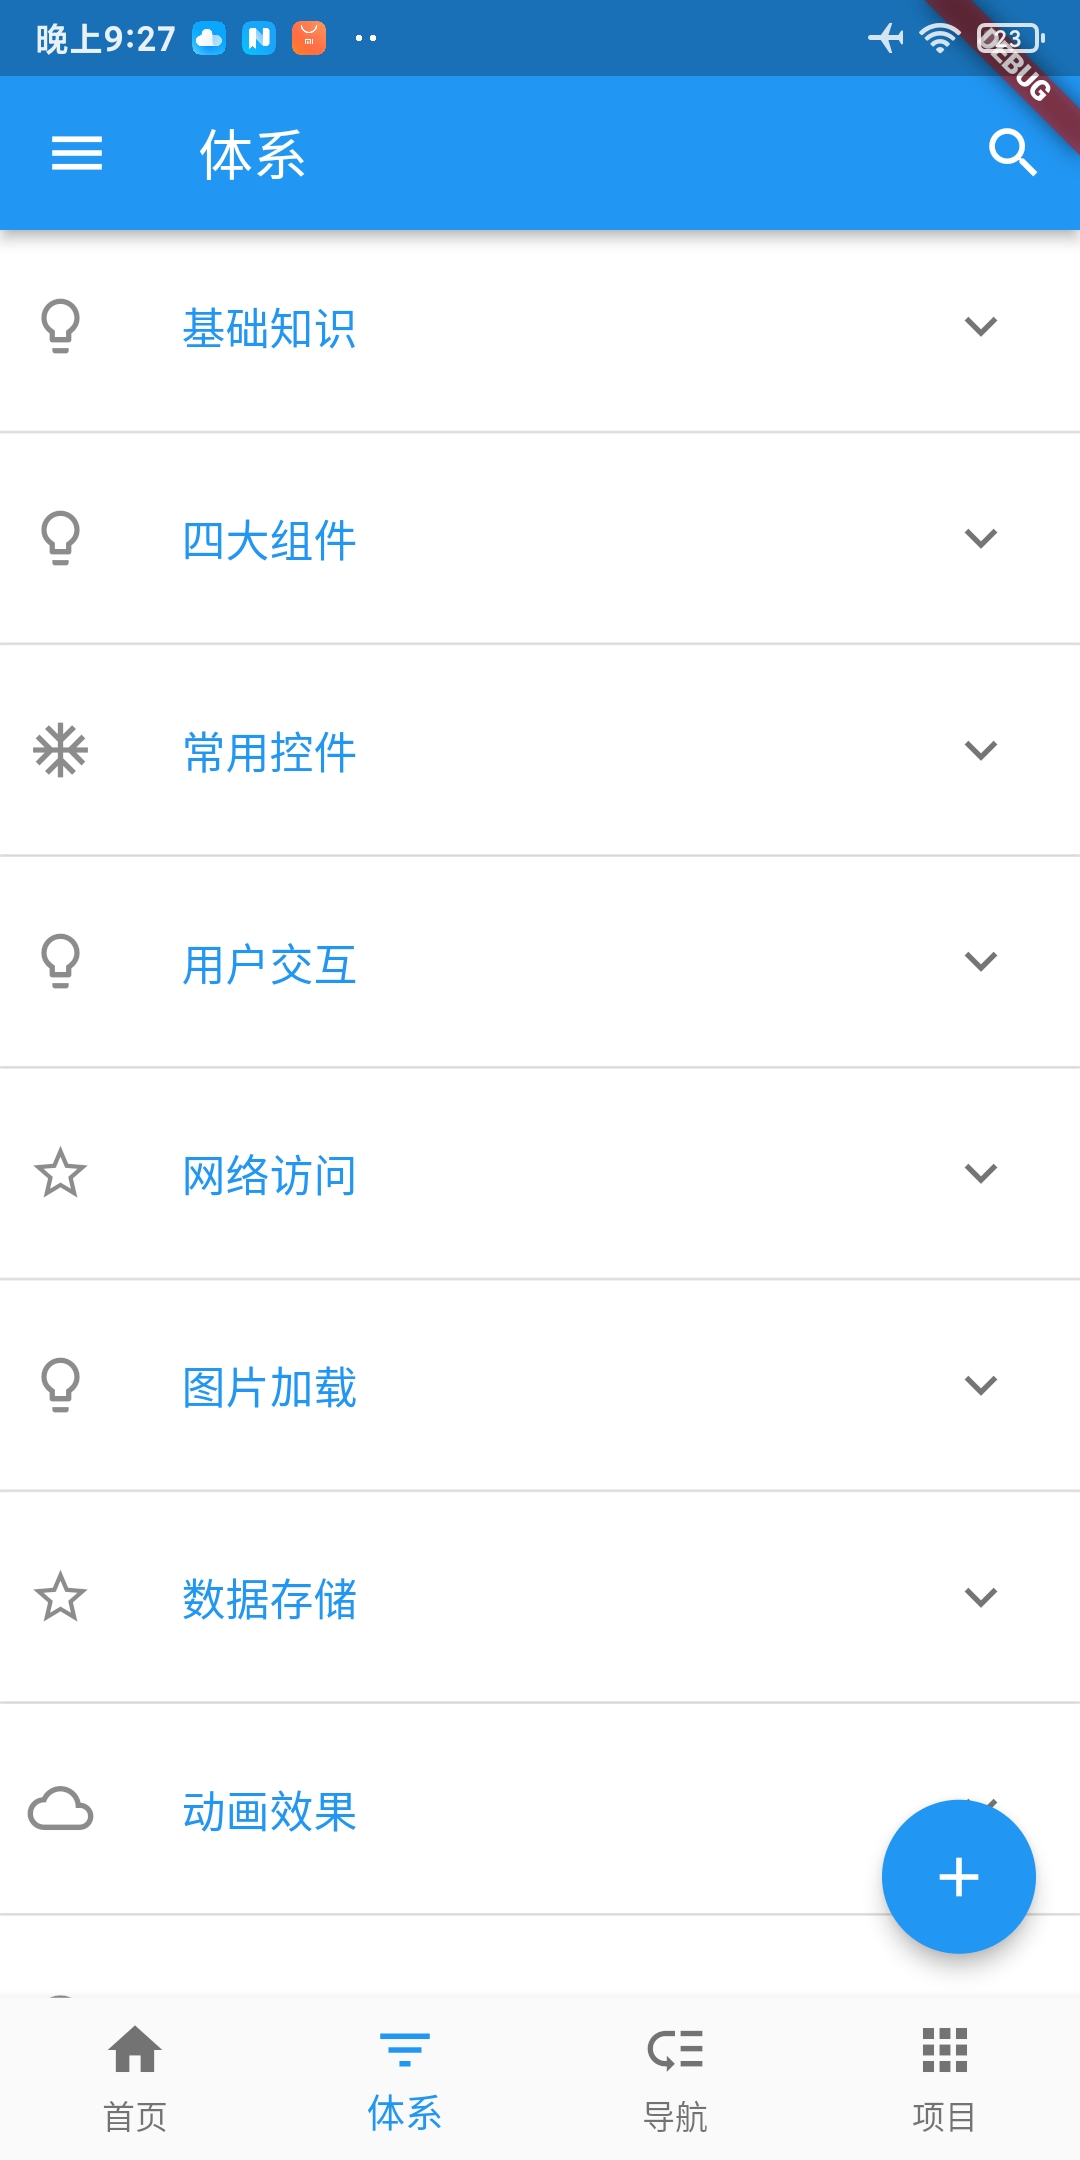 晚上9:27
23
DEBUG
体系
基础知识
四大组件
常用控件
用户交互
网络访问
图片加载
数据存储
动画效果
首页
体系
导航
项目